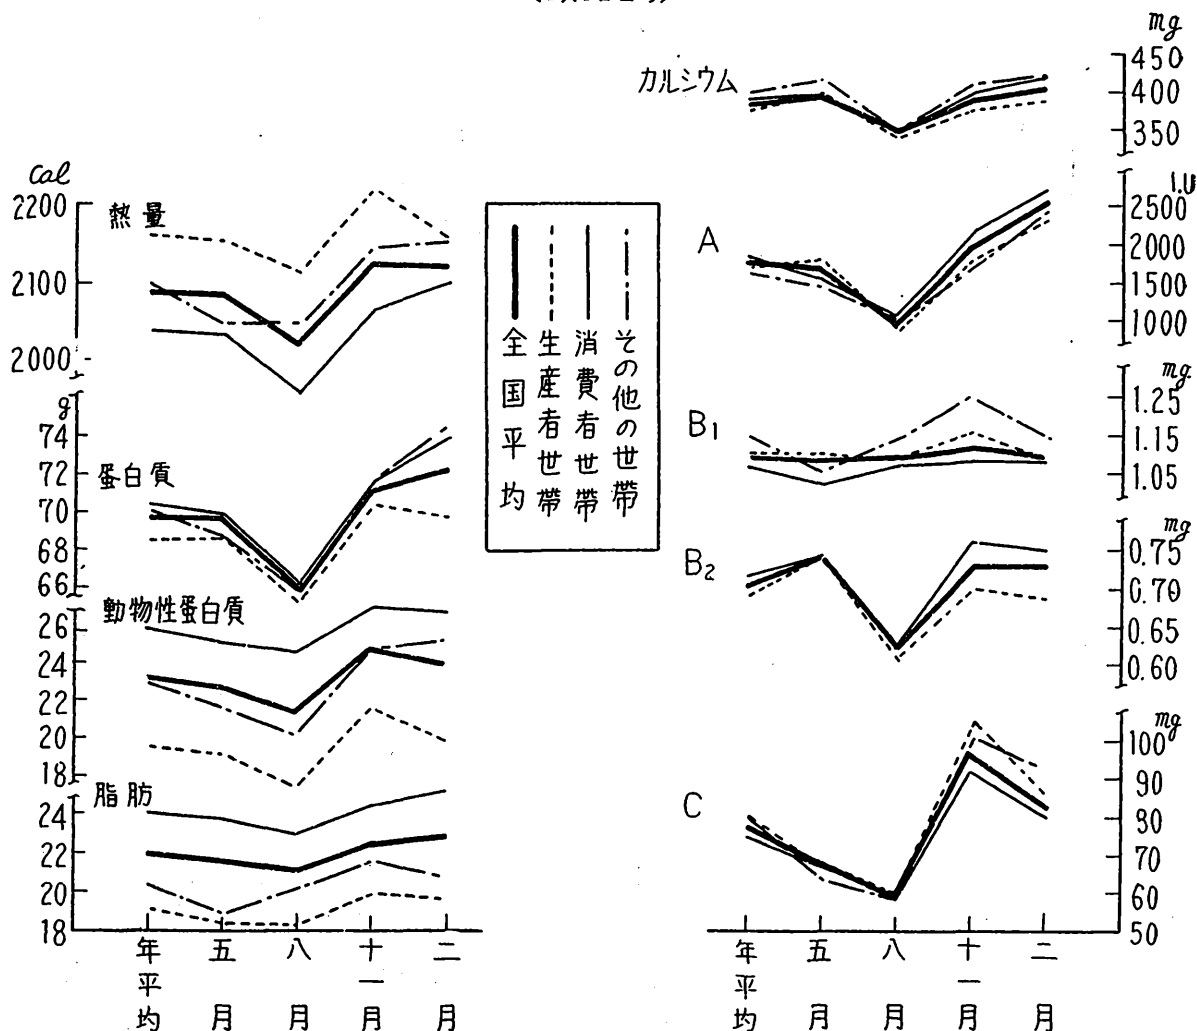 Cal
2200
2100
2000
熱量
g
74
72
70
68
66
蛋白質
26
24
22
20
18
動物性蛋白質
24
22
20
18
脂肪
年平均
五月
八月
十一月
二月
全国平均
生産者世帯
消費者世帯
その他の世帯
mg
450
400
350
カルシウム
I.U
2500
2000
1500
1000
A
mg.
1.25
1.15
1.05
B1
mg
0.75
0.70
0.65
0.60
B2
mg
100
90
80
70
60
50
C
年平均
五月
八月
十一月
二月